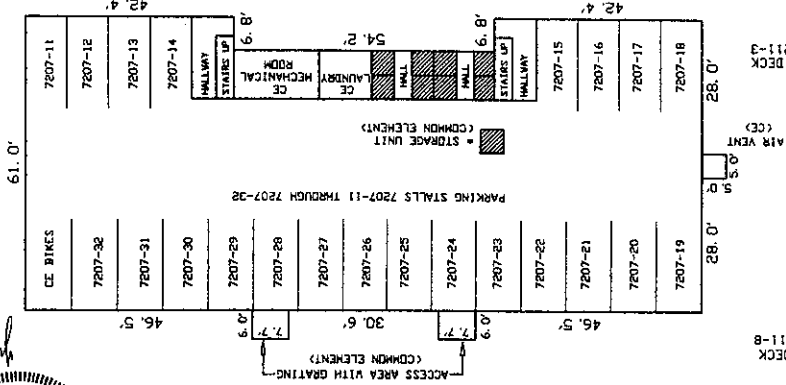 42.4'
42.4'
6.8'
6.8'
54.2'
7207-11
7207-12
7207-13
7207-14
HALLWAY
STAIRS UP
CE
MECHANICAL
ROOM
CE
LAUNDRY
HALL
HALL
STAIRS UP
HALLWAY
7207-15
7207-16
7207-17
7207-18
DECK
211-3
28.0'
61.0'
* STORAGE UNIT
(COMMON ELEMENT)
AIR VENT
(CE)
5.0'
5.0'
PARKING STALLS 7207-11 THROUGH 7207-32
CE BIKES
7207-32
7207-31
7207-30
7207-29
7207-28
7207-27
7207-26
7207-25
7207-24
7207-23
7207-22
7207-21
7207-20
7207-19
28.0'
46.5'
6.0'
7.7'
30.6'
7.7'
6.0'
46.5'
ACCESS AREA WITH GRATING
(COMMON ELEMENT)
DECK
11-8